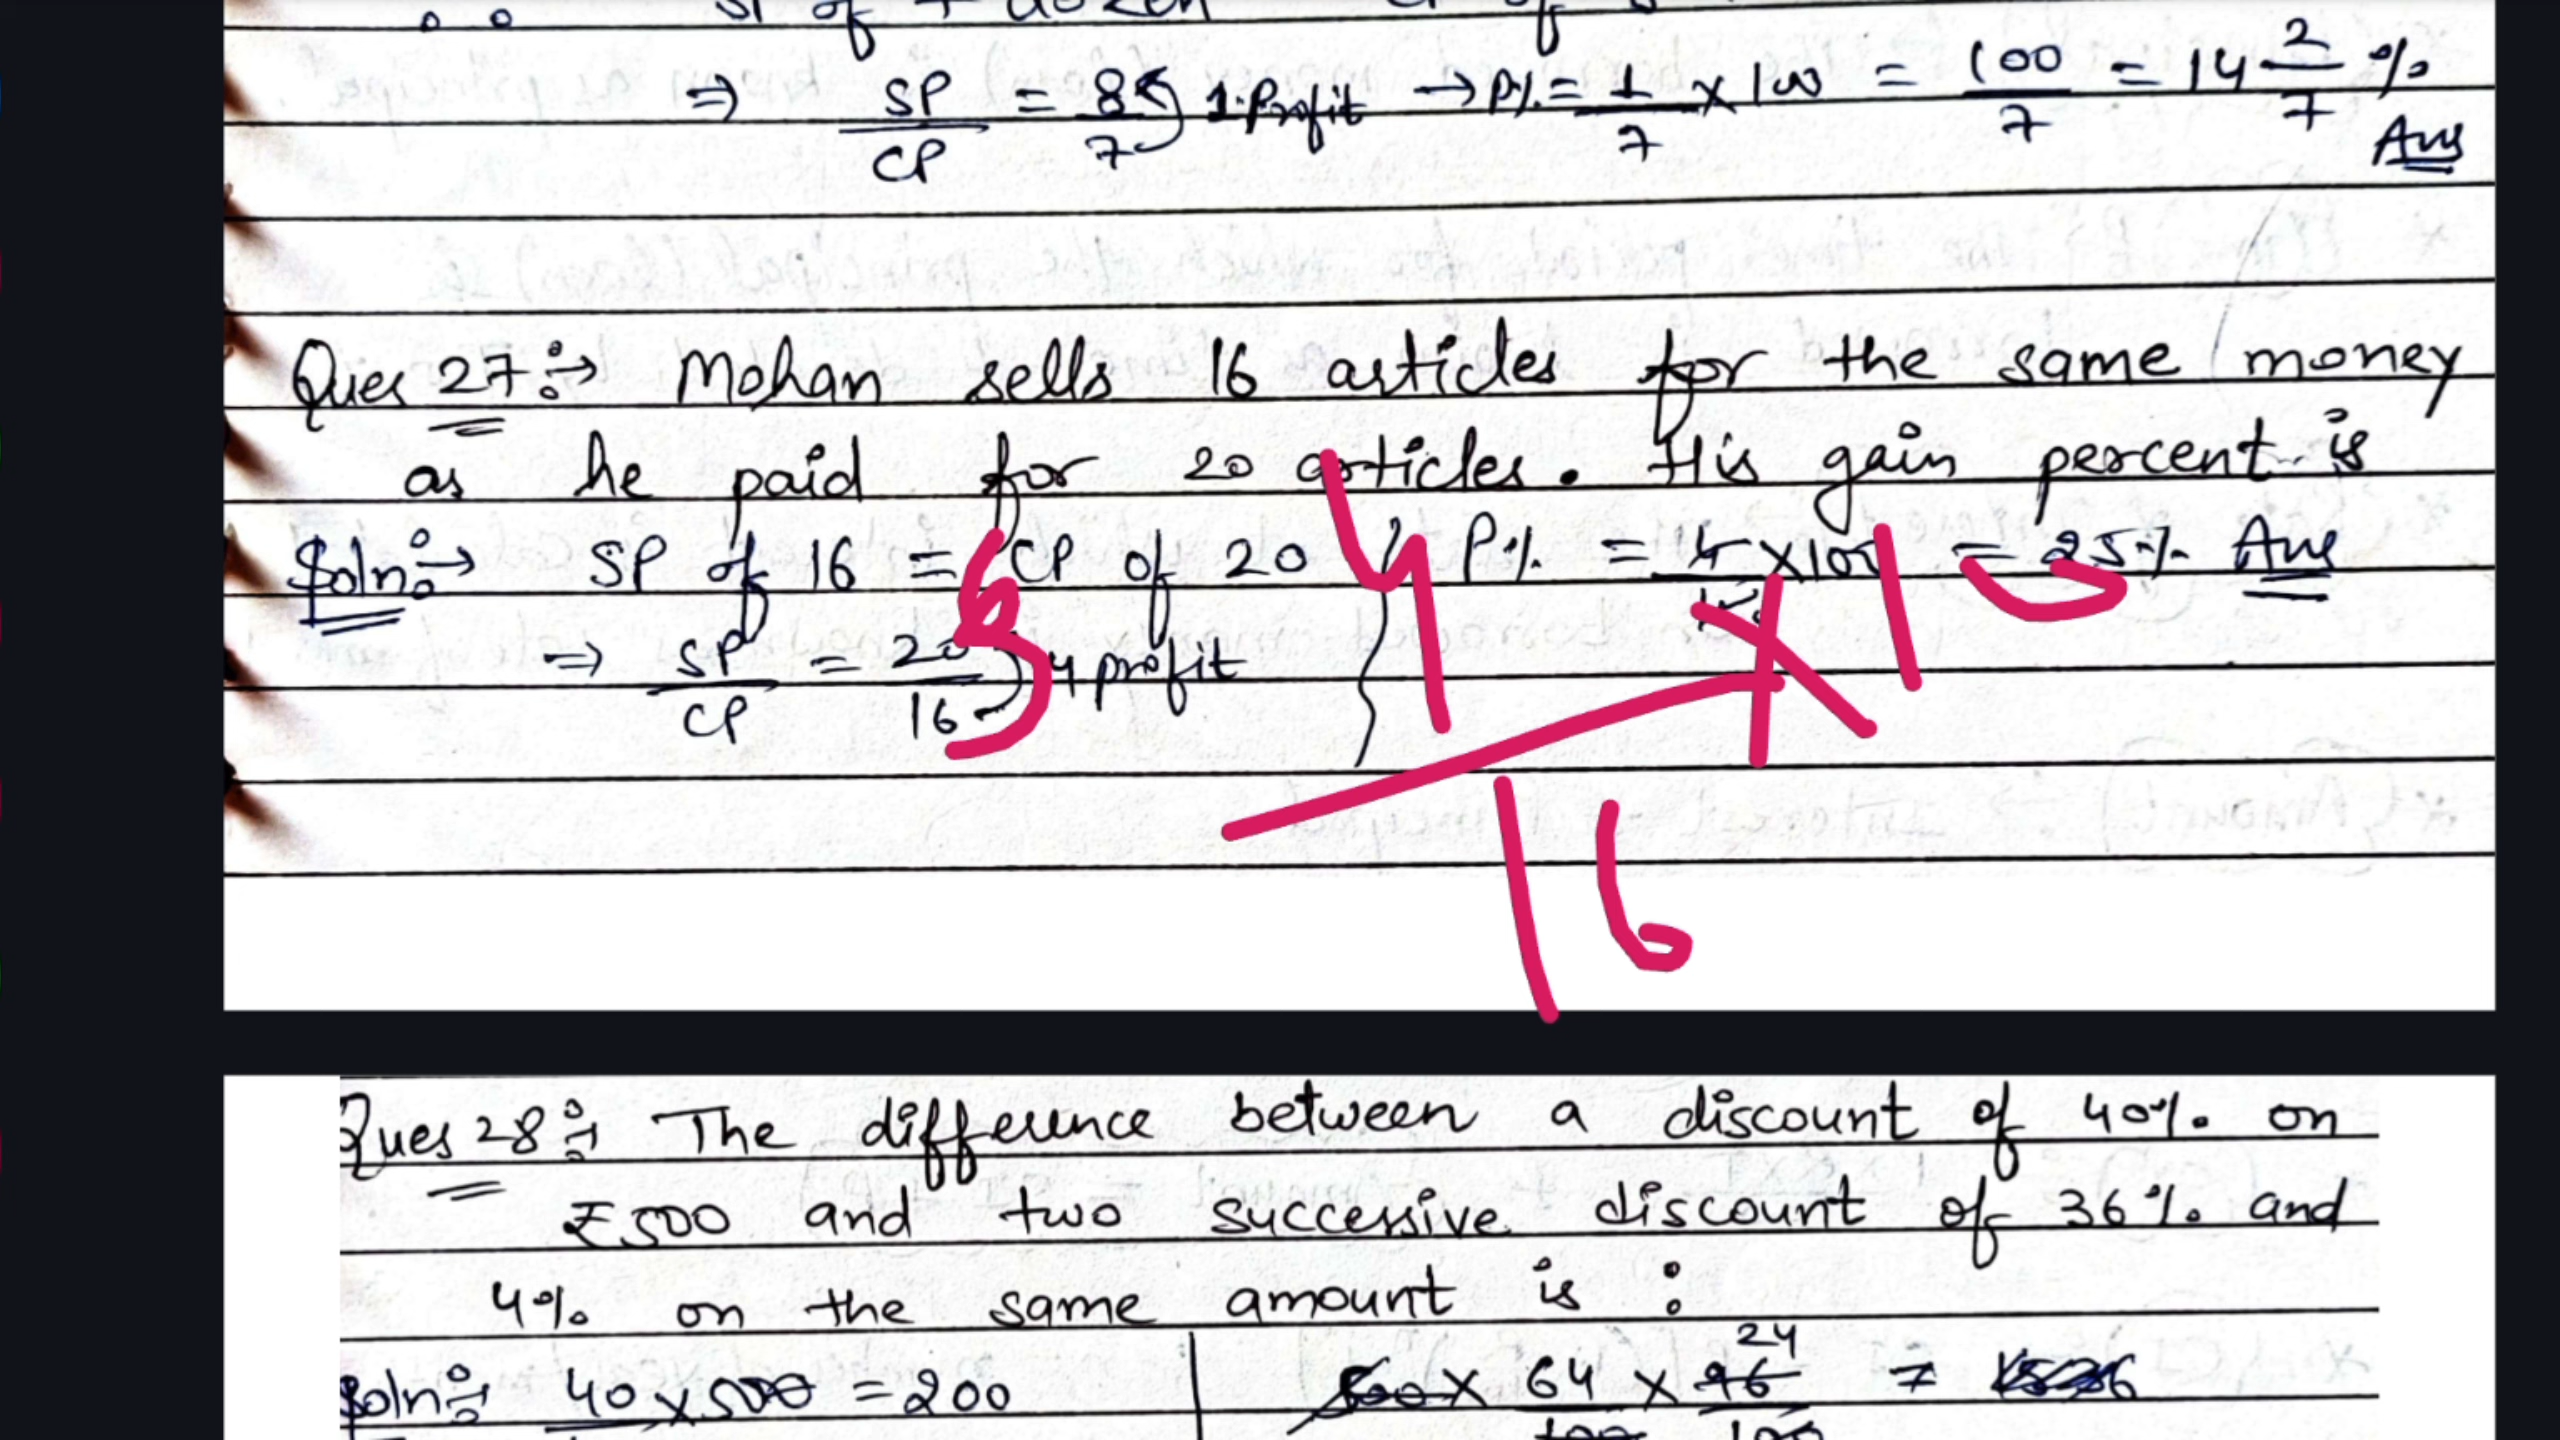 ⇒ SP/CP = 8/7 1 Profit → P% = 1/7 × 100 = 100/7 = 14 2/7 % Ans
Ques 27 :→ Mohan sells 16 articles for the same money
as he paid for 20 articles. His gain percent is
Soln :→ SP of 16 = CP of 20 P% = 4/16 × 100 = 25% Ans
⇒ SP/CP = 20/16 4 profit
4 × 1
16
Ques 28 :→ The difference between a discount of 40% on
₹500 and two successive discount of 36% and
4% on the same amount is :
24
Soln :→ 40 × 500 = 200 500 × 64 × 96 =